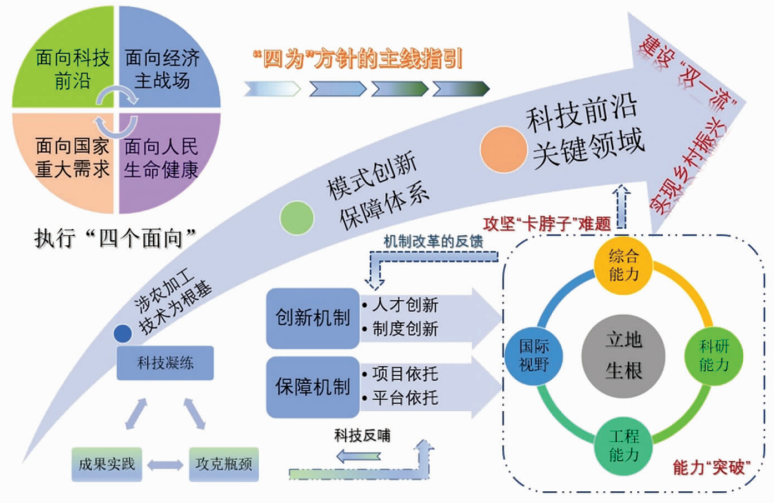 面向科技
前沿
面向经济
主战场
面向国家
重大需求
面向人民
生命健康
执行“四个面向”
“四为”方针的主线指引
建设“双一流”
实现乡村振兴
科技前沿
关键领域
模式创新
保障体系
涉农加工
技术为根基
科技凝练
成果实践
攻克瓶颈
攻坚“卡脖子”难题
机制改革的反馈
创新机制
• 人才创新
• 制度创新
保障机制
• 项目依托
• 平台依托
科技反哺
综合
能力
国际
视野
立地
生根
科研
能力
工程
能力
能力“突破”